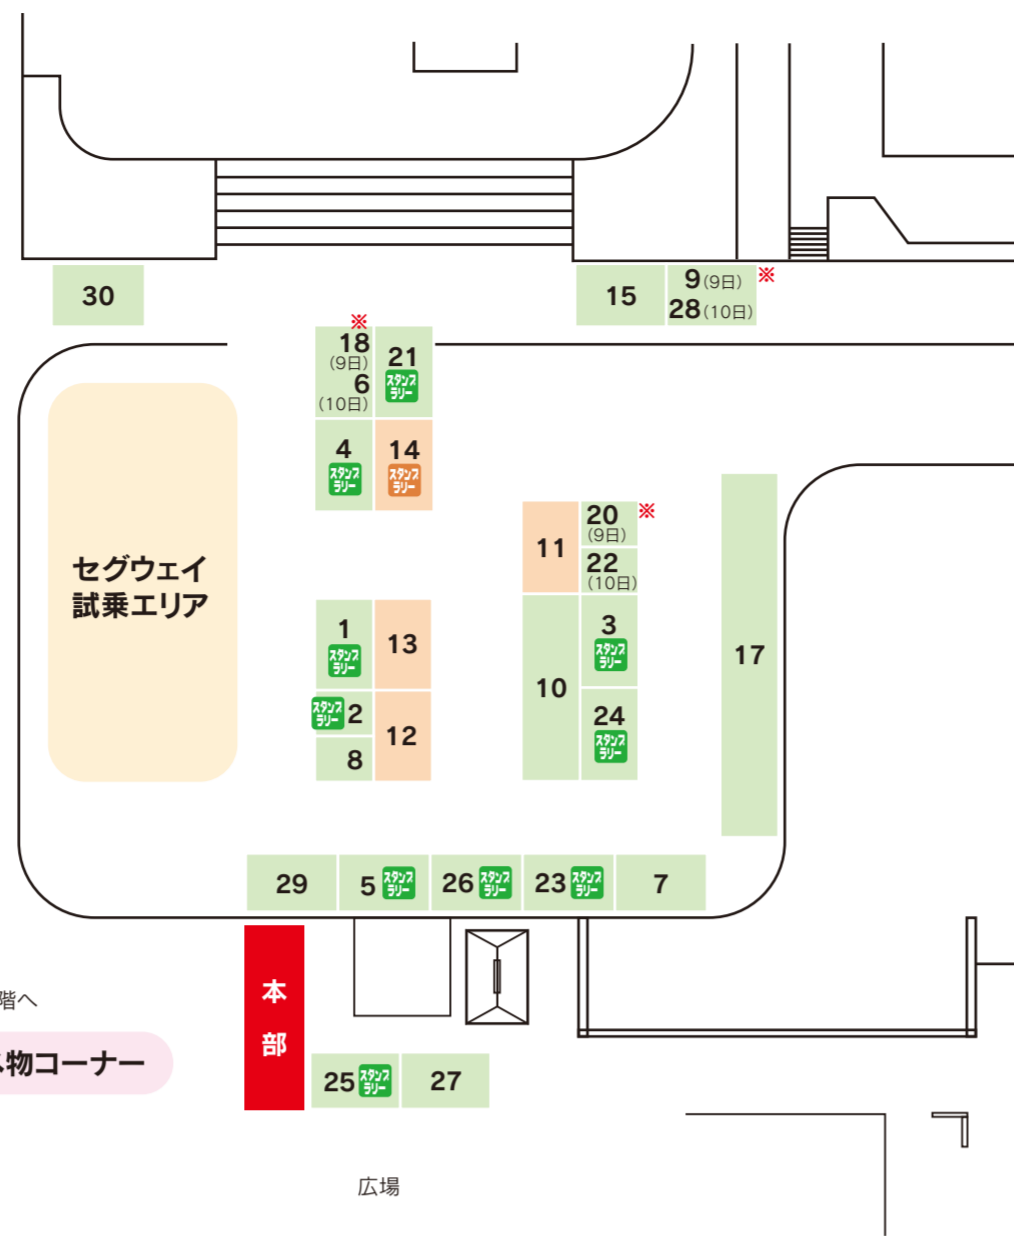 30
15
9(9日)
※
28(10日)
※
18
(9日)
6
(10日)
21
スタンプ
ラリー
4
スタンプ
ラリー
14
スタンプ
ラリー
セグウェイ
試乗エリア
11
20
※
(9日)
22
(10日)
1
スタンプ
ラリー
13
スタンプ
ラリー 2
8
12
10
3
スタンプ
ラリー
24
スタンプ
ラリー
17
29
5 スタンプ
ラリー
26 スタンプ
ラリー
23 スタンプ
ラリー
7
本
部
階へ
物コーナー
25 スタンプ
ラリー
27
広場